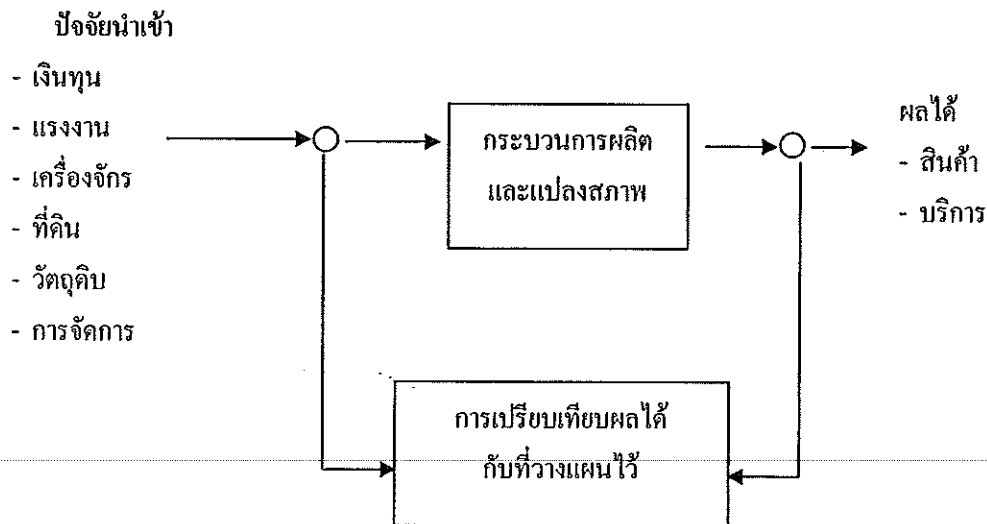 ปัจจัยนำเข้า
- เงินทุน
- แรงงาน
- เครื่องจักร
- ที่ดิน
- วัตถุดิบ
- การจัดการ
กระบวนการผลิต
และแปลงสภาพ
ผลได้
- สินค้า
- บริการ
การเปรียบเทียบผลได้
กับที่วางแผนไว้